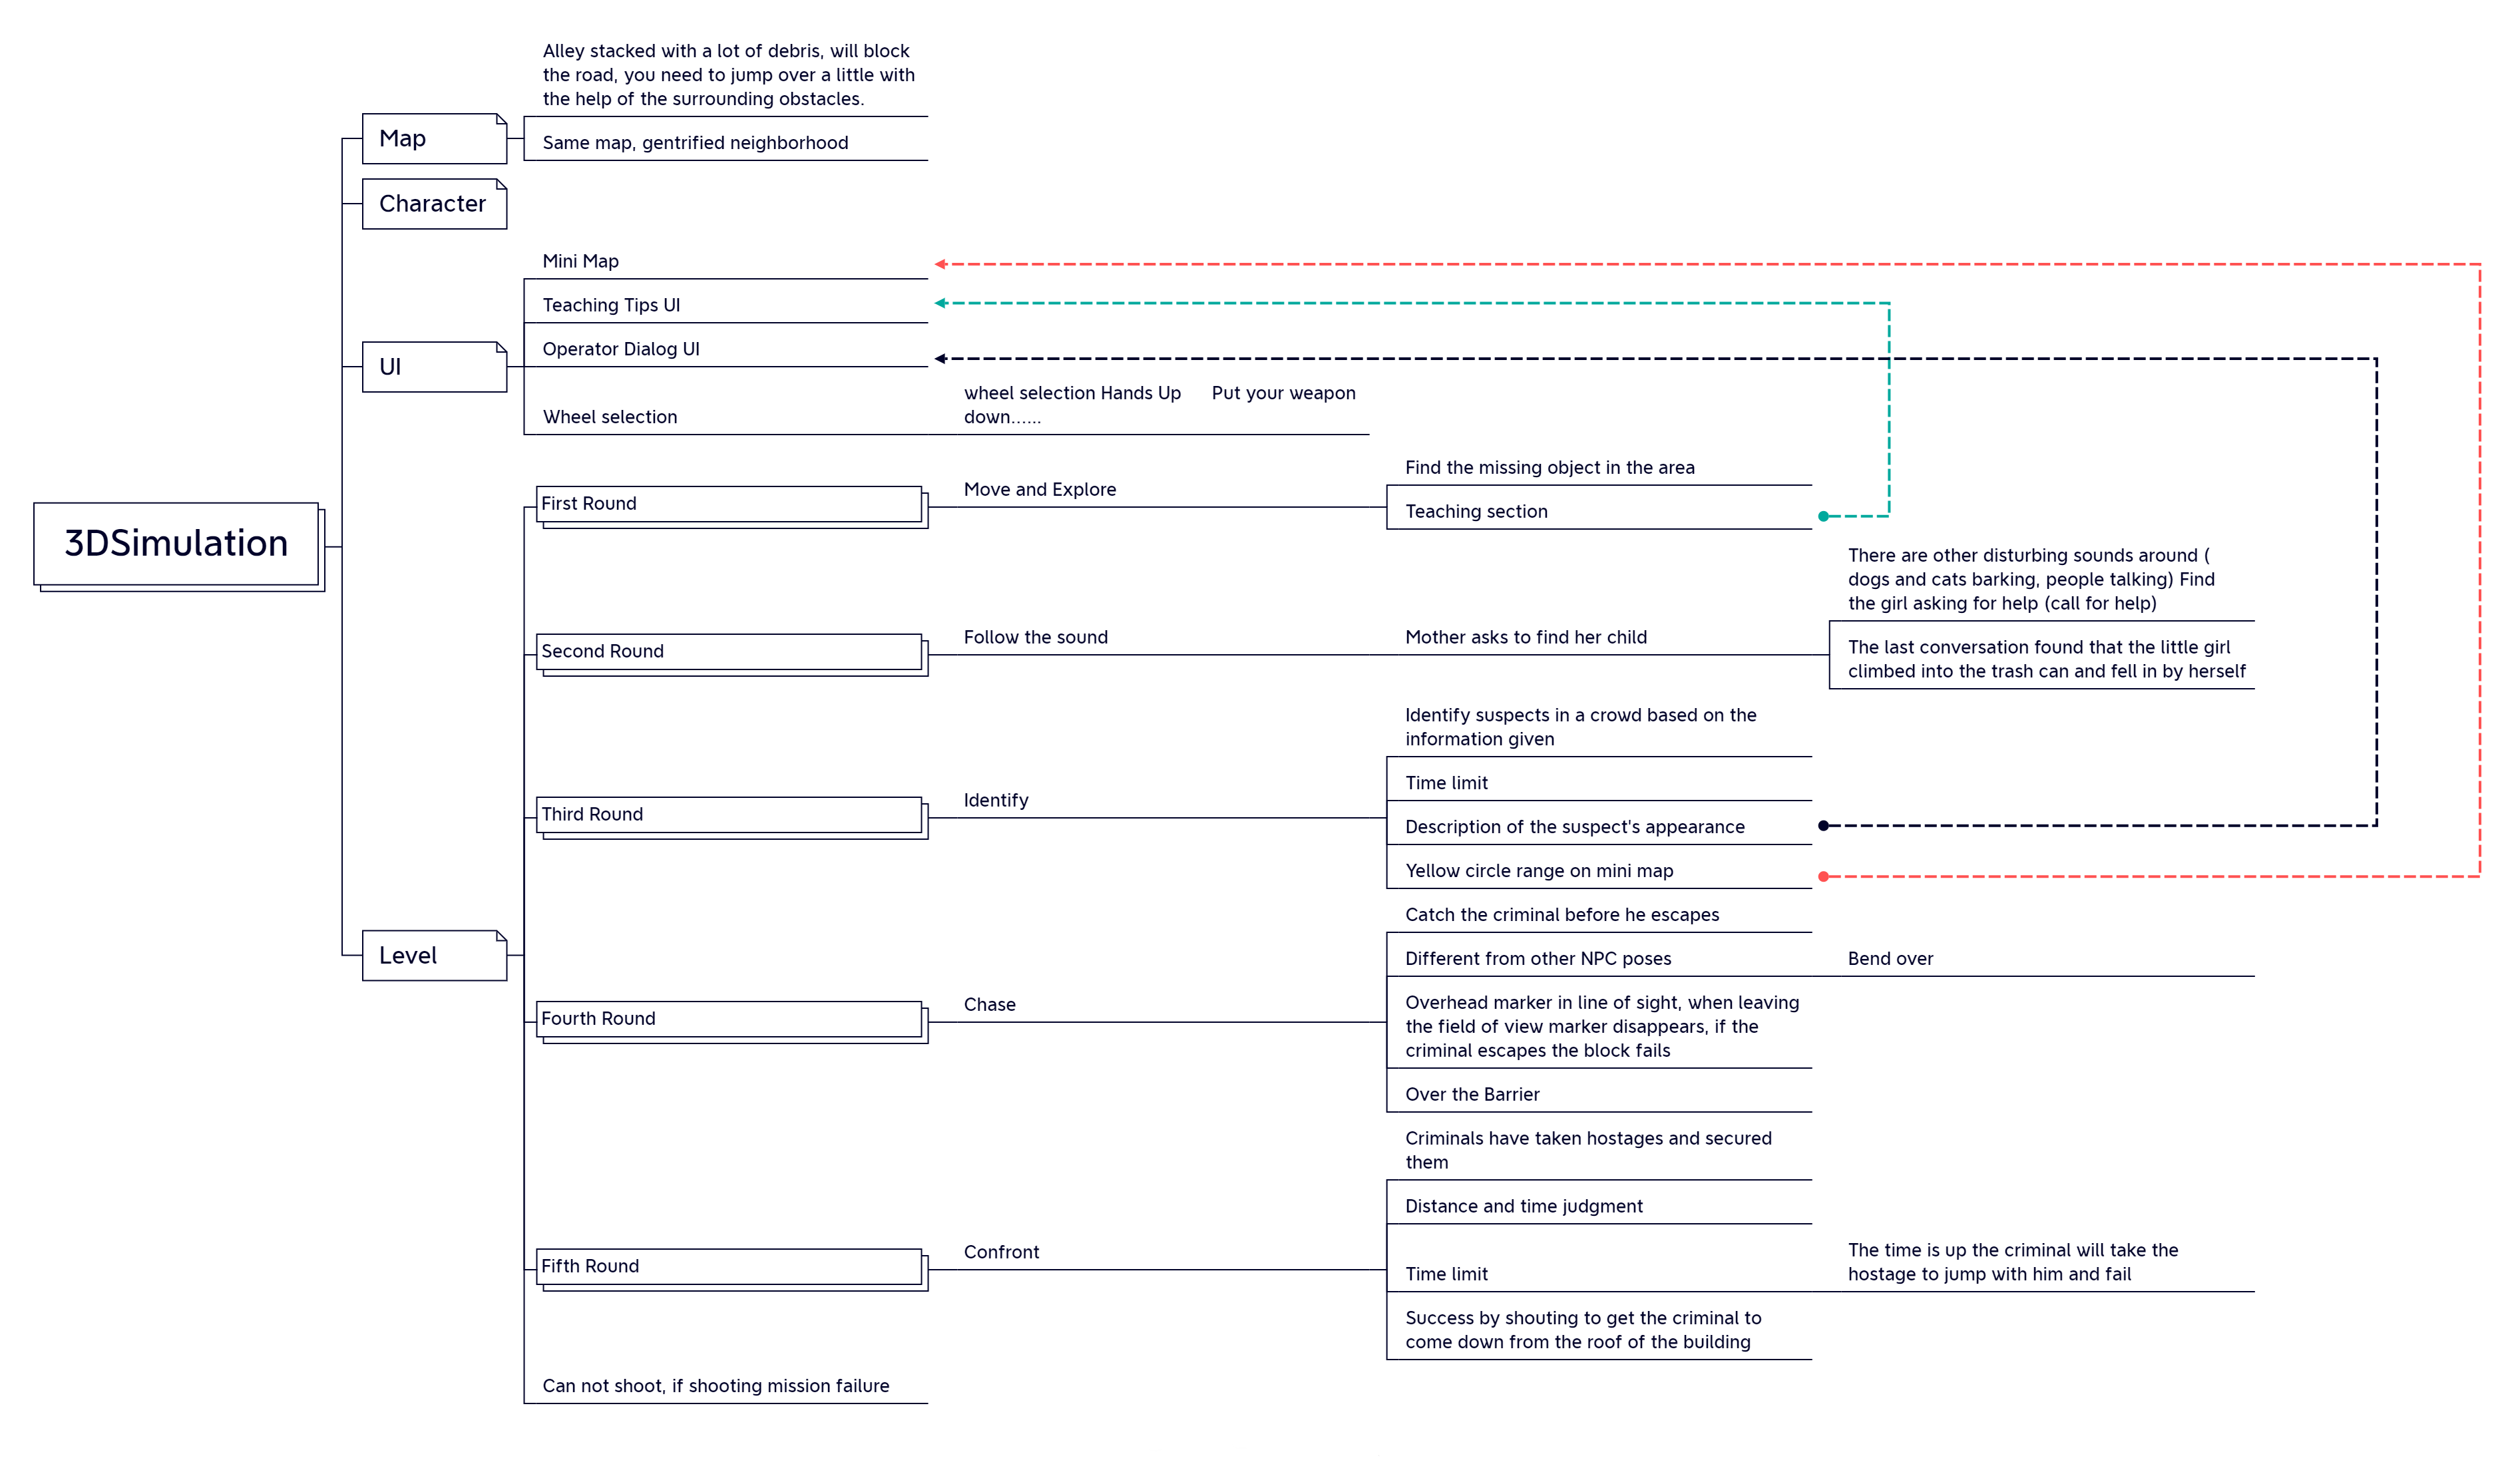 Alley stacked with a lot of debris, will block
the road, you need to jump over a little with
the help of the surrounding obstacles.
Map
Same map, gentrified neighborhood
Character
Mini Map
Teaching Tips UI
Operator Dialog UI
UI
wheel selection Hands Up Put your weapon
down......
Wheel selection
3DSimulation
First Round
Move and Explore
Find the missing object in the area
Teaching section
Second Round
Follow the sound
Mother asks to find her child
There are other disturbing sounds around (
dogs and cats barking, people talking) Find
the girl asking for help (call for help)
The last conversation found that the little girl
climbed into the trash can and fell in by herself
Third Round
Identify
Identify suspects in a crowd based on the
information given
Time limit
Description of the suspect's appearance
Yellow circle range on mini map
Level
Fourth Round
Chase
Catch the criminal before he escapes
Different from other NPC poses
Bend over
Overhead marker in line of sight, when leaving
the field of view marker disappears, if the
criminal escapes the block fails
Over the Barrier
Fifth Round
Confront
Criminals have taken hostages and secured
them
Distance and time judgment
Time limit
The time is up the criminal will take the
hostage to jump with him and fail
Success by shouting to get the criminal to
come down from the roof of the building
Can not shoot, if shooting mission failure